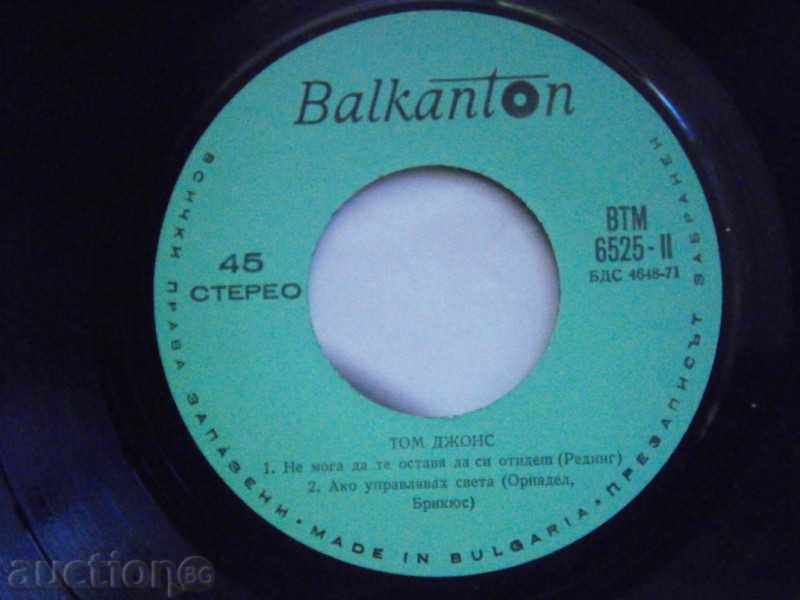 Balkanton
45
СТЕРЕО
ВТМ
6525-II
БДС 4648-71
ТОМ ДЖОНС
1. Не мога да те оставя да си отидеш (Рединг)
2. Ако управлявах света (Орнадел,
Брикюс)
ВСИЧКИ ПРАВА ЗАПАЗЕНИ • MADE IN BULGARIA • ПРЕЗАПИСЪТ ЗАБРАНЕН
auction BG